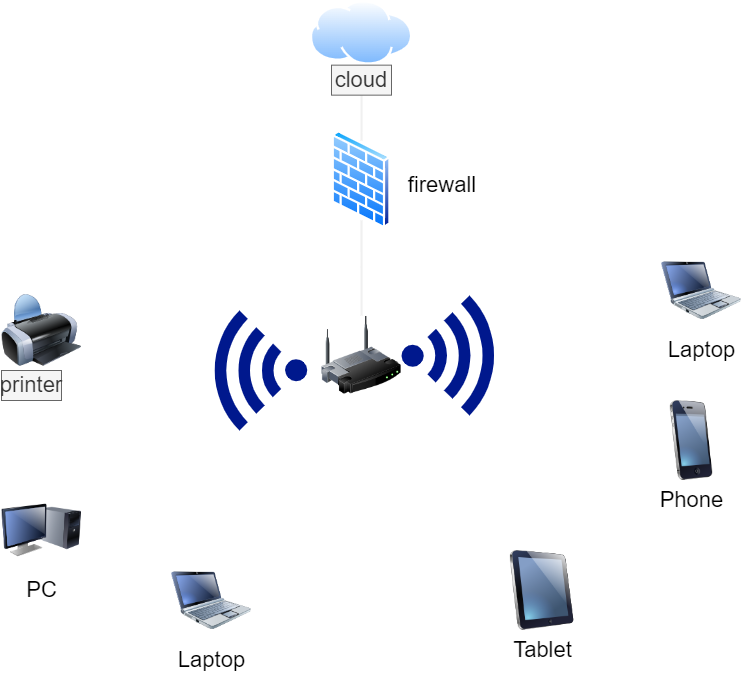 cloud
firewall
Laptop
printer
Phone
PC
Tablet
Laptop